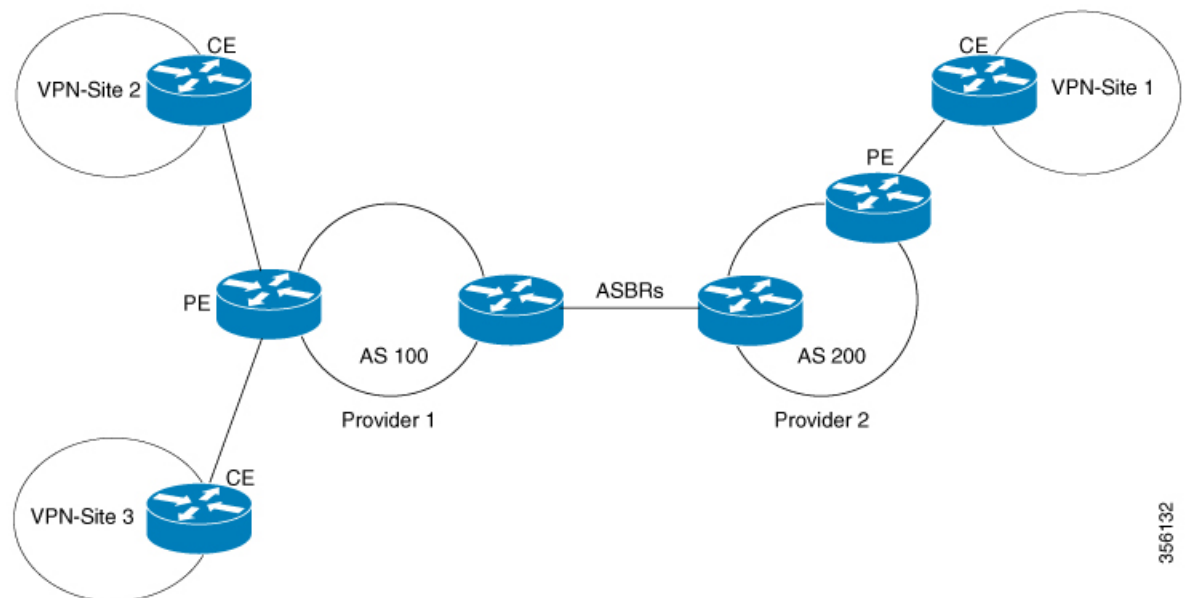 CE
VPN-Site 2
CE
VPN-Site 1
PE
PE
ASBRs
AS 100
AS 200
Provider 1
Provider 2
CE
VPN-Site 3
356132